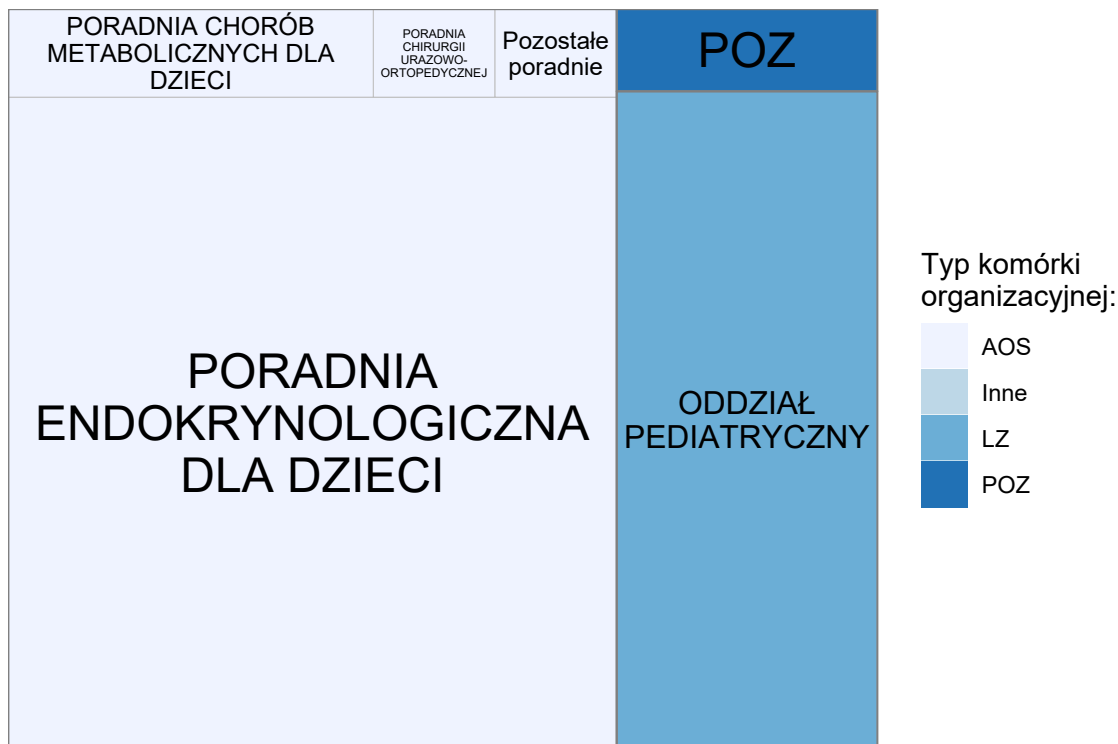 PORADNIA CHORÓB
METABOLICZNYCH DLA
DZIECI
PORADNIA
CHIRURGII
URAZOWO-
ORTOPEDYCZNEJ
Pozostałe
poradnie
POZ
PORADNIA
ENDOKRYNOLOGICZNA
DLA DZIECI
ODDZIAŁ
PEDIATRYCZNY
Typ komórki
organizacyjnej:
AOS
Inne
LZ
POZ